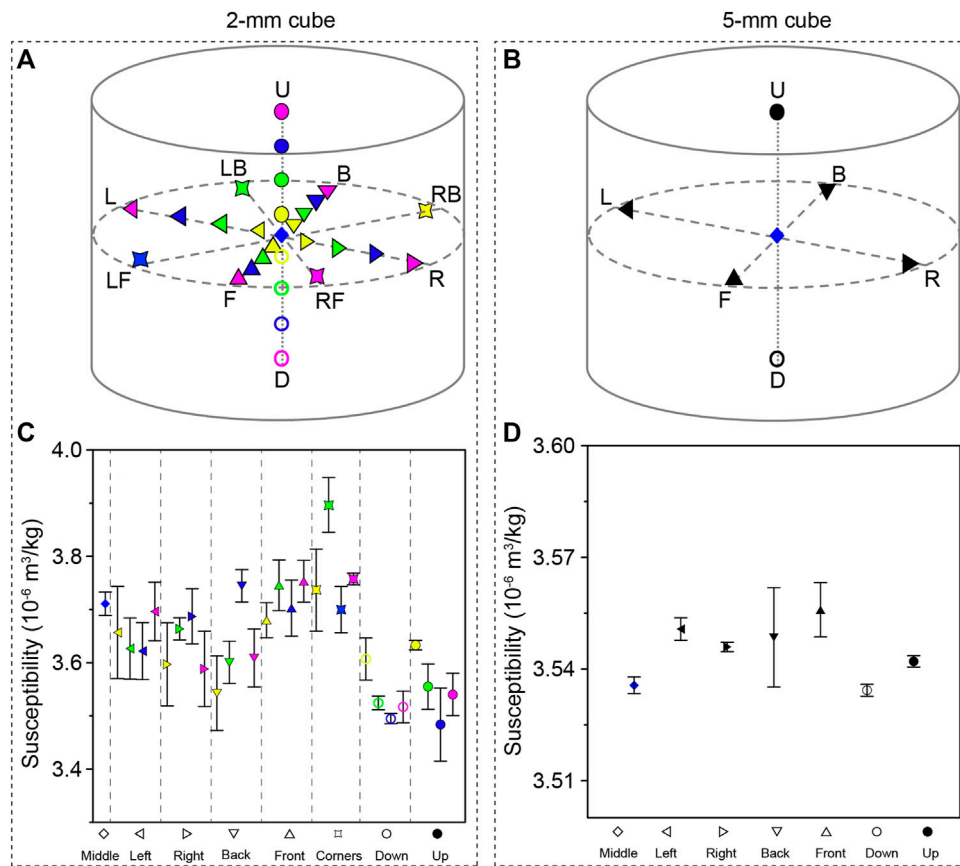 2-mm cube
5-mm cube
A
U
LB
B
L
RB
LF
F
RF
R
D
B
U
B
L
F
R
D
C
4.0
3.8
3.6
3.4
Susceptibility (10⁻⁶ m³/kg)
Middle Left Right Back Front Corners Down Up
D
3.60
3.57
3.54
3.51
Susceptibility (10⁻⁶ m³/kg)
Middle Left Right Back Front Down Up